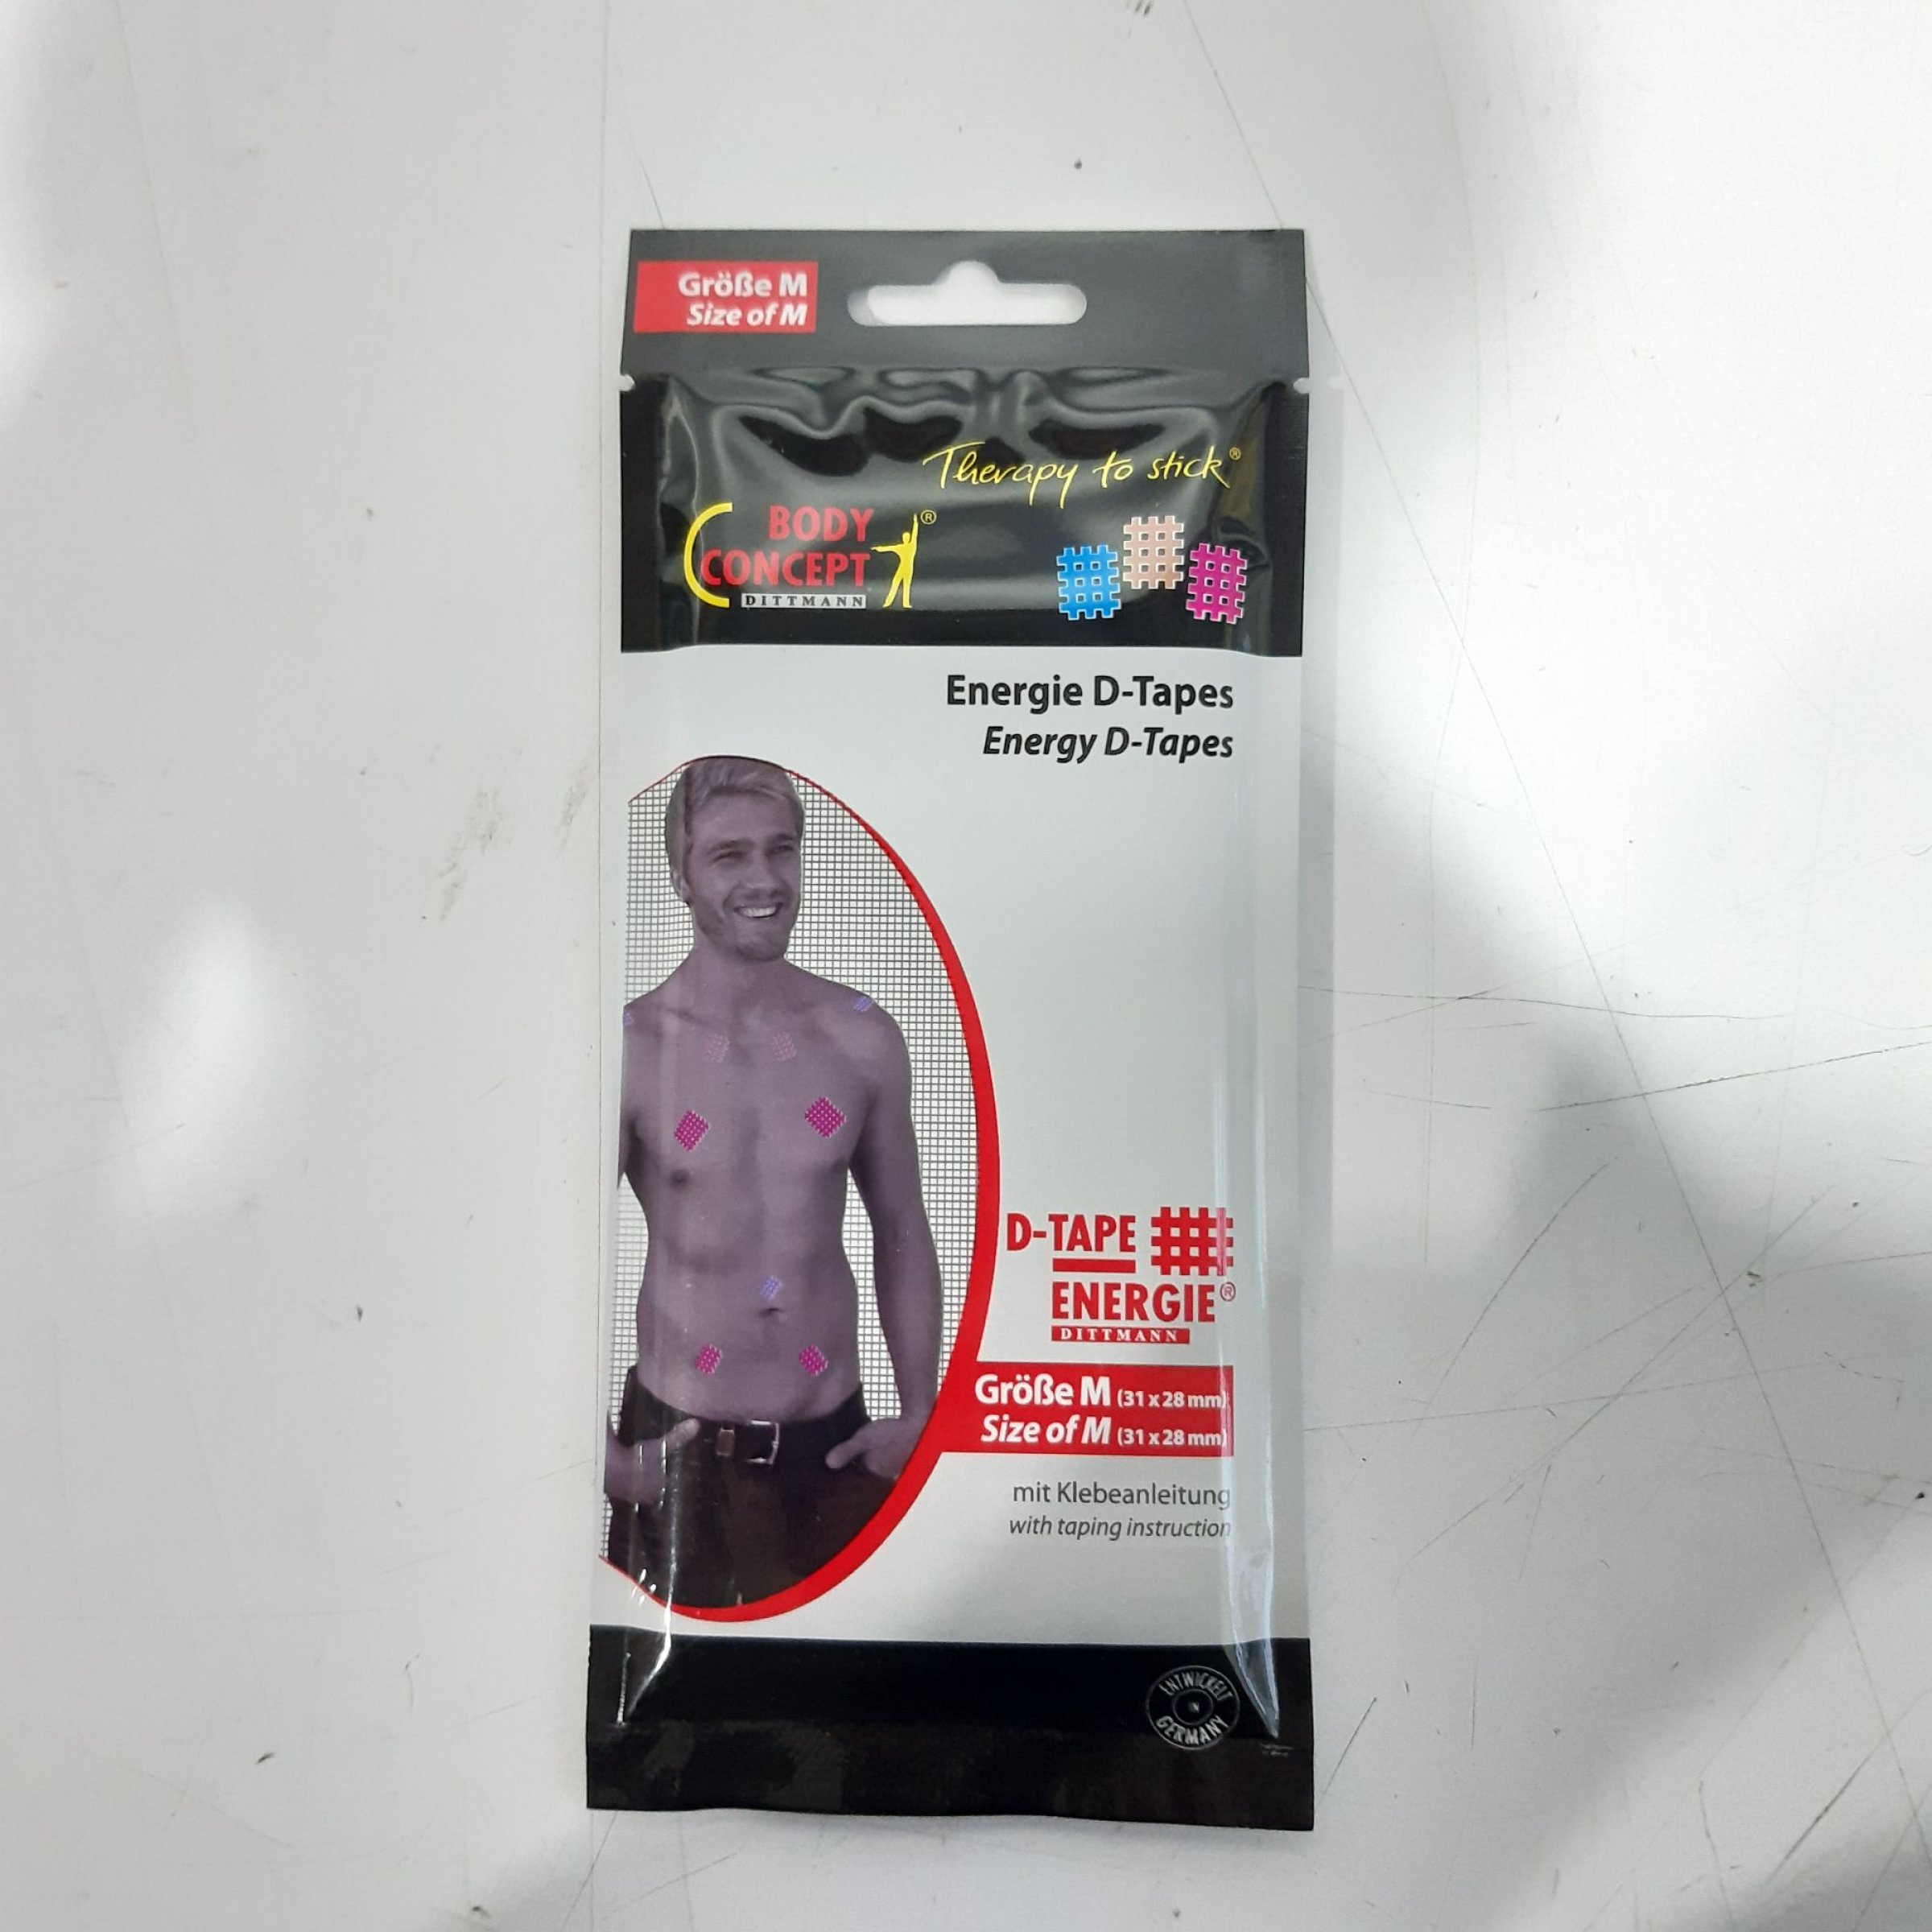 Größe M
Size of M
Therapy to stick®
BODY ®
CONCEPT
DITTMANN
Energie D-Tapes
Energy D-Tapes
D-TAPE
ENERGIE®
DITTMANN
Größe M (31 x 28 mm)
Size of M (31 x 28 mm)
mit Klebeanleitung
with taping instruction
ENTWICKELT
IN
GERMANY